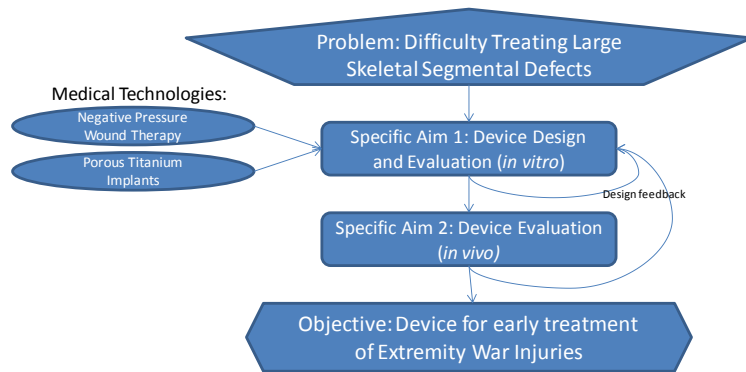 Problem: Difficulty Treating Large
Skeletal Segmental Defects
Medical Technologies:
Negative Pressure
Wound Therapy
Porous Titanium
Implants
Specific Aim 1: Device Design
and Evaluation (in vitro)
Design feedback
Specific Aim 2: Device Evaluation
(in vivo)
Objective: Device for early treatment
of Extremity War Injuries